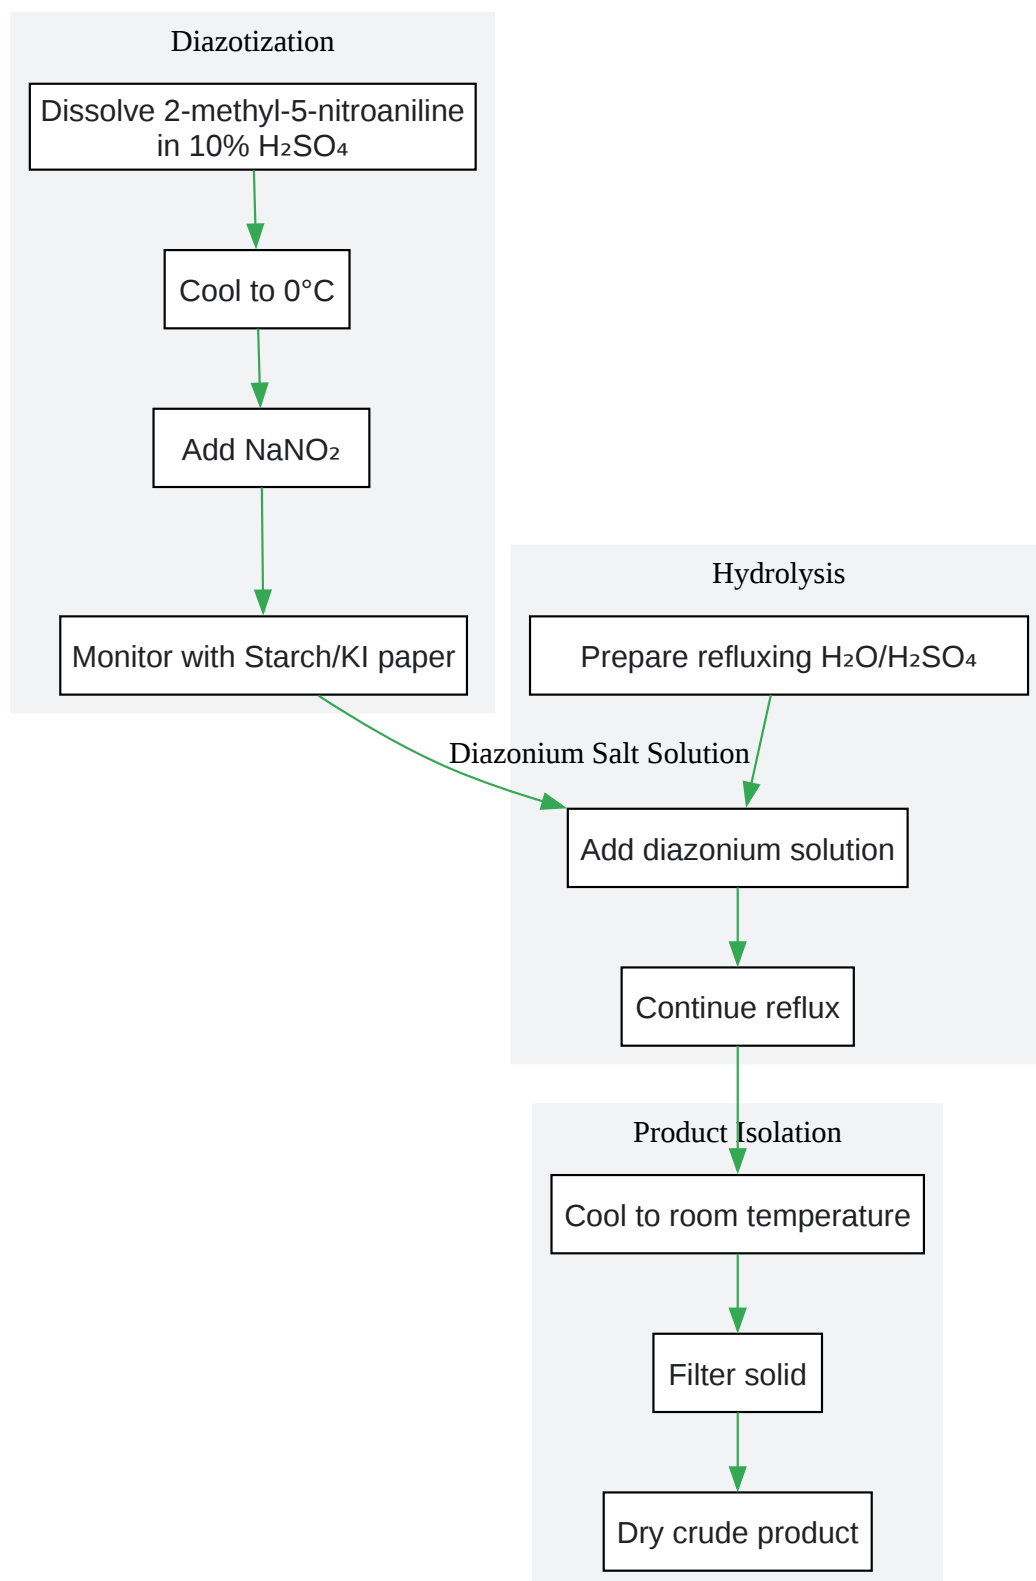 Diazotization
Dissolve 2-methyl-5-nitroaniline
in 10% H₂SO₄
Cool to 0°C
Add NaNO₂
Monitor with Starch/KI paper
Hydrolysis
Prepare refluxing H₂O/H₂SO₄
Diazonium Salt Solution
Add diazonium solution
Continue reflux
Product Isolation
Cool to room temperature
Filter solid
Dry crude product